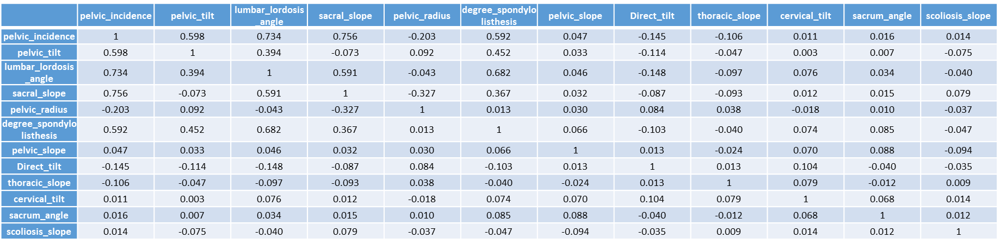 pelvic_incidence pelvic_tilt lumbar_lordosis_angle sacral_slope pelvic_radius degree_spondylolisthesis pelvic_slope Direct_tilt thoracic_slope cervical_tilt sacrum_angle scoliosis_slope
pelvic_incidence 1 0.598 0.734 0.756 -0.203 0.592 0.047 -0.145 -0.106 0.011 0.016 0.014
pelvic_tilt 0.598 1 0.394 -0.073 0.092 0.452 0.033 -0.114 -0.047 0.003 0.007 -0.075
lumbar_lordosis_angle 0.734 0.394 1 0.591 -0.043 0.682 0.046 -0.148 -0.097 0.076 0.034 -0.040
sacral_slope 0.756 -0.073 0.591 1 -0.327 0.367 0.032 -0.087 -0.093 0.012 0.015 0.079
pelvic_radius -0.203 0.092 -0.043 -0.327 1 0.013 0.030 0.084 0.038 -0.018 0.010 -0.037
degree_spondylolisthesis 0.592 0.452 0.682 0.367 0.013 1 0.066 -0.103 -0.040 0.074 0.085 -0.047
pelvic_slope 0.047 0.033 0.046 0.032 0.030 0.066 1 0.013 -0.024 0.070 0.088 -0.094
Direct_tilt -0.145 -0.114 -0.148 -0.087 0.084 -0.103 0.013 1 0.013 0.104 -0.040 -0.035
thoracic_slope -0.106 -0.047 -0.097 -0.093 0.038 -0.040 -0.024 0.013 1 0.079 -0.012 0.009
cervical_tilt 0.011 0.003 0.076 0.012 -0.018 0.074 0.070 0.104 0.079 1 0.068 0.014
sacrum_angle 0.016 0.007 0.034 0.015 0.010 0.085 0.088 -0.040 -0.012 0.068 1 0.012
scoliosis_slope 0.014 -0.075 -0.040 0.079 -0.037 -0.047 -0.094 -0.035 0.009 0.014 0.012 1